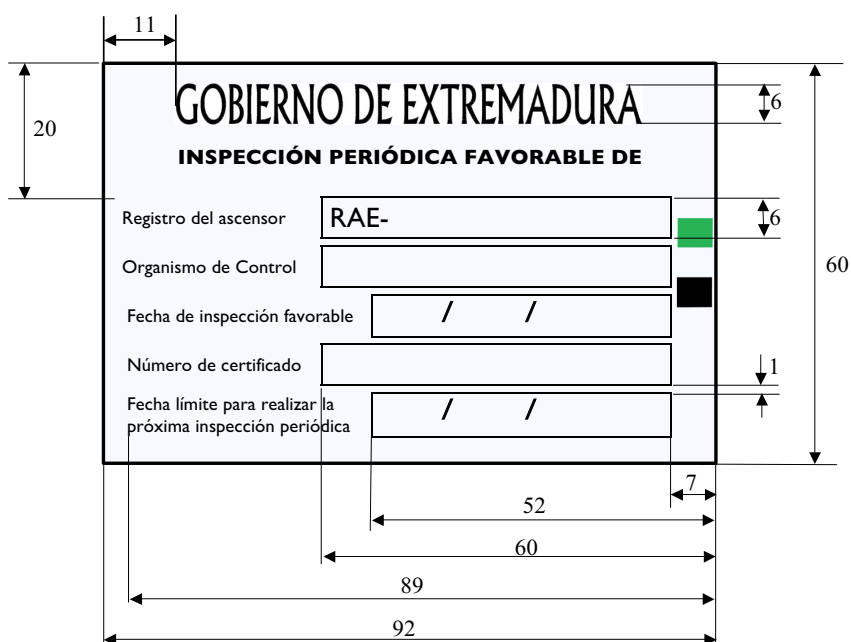 11
GOBIERNO DE EXTREMADURA
6
20
INSPECCIÓN PERIÓDICA FAVORABLE DE
Registro del ascensor RAE-
6
Organismo de Control
60
Fecha de inspección favorable / /
Número de certificado
1
Fecha límite para realizar la
próxima inspección periódica / /
7
52
60
89
92